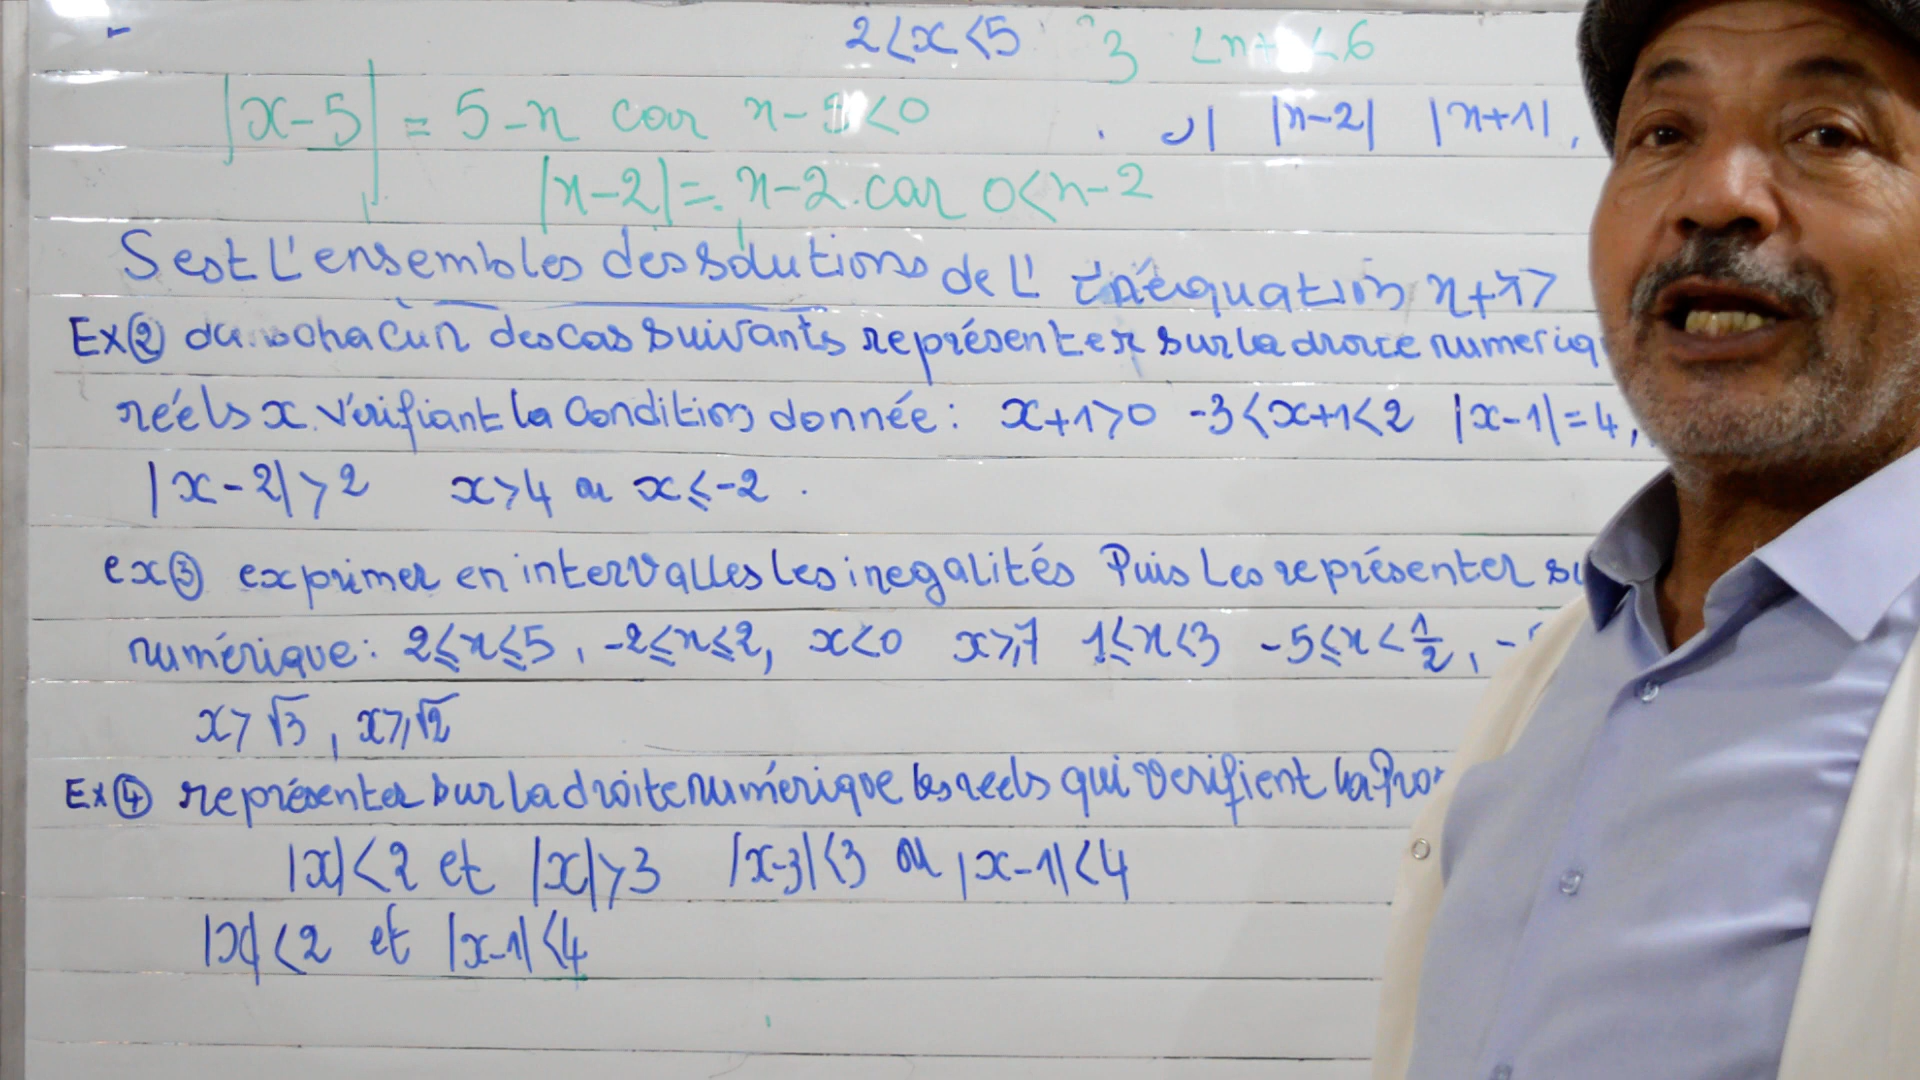 2<x<5 3 <n+ <6
|x-5| = 5-n car n-5<0 |n-2| |n+1|,
|n-2|= n-2. car 0<n-2
S est L'ensembles des solutions de L' inéquation n+1>
Ex② chacun des cas suivants représenter sur la droite numeriq
réels x vérifiant la condition donnée : x+1>0 -3<x+1<2 |x-1|=4,
|x-2|>2 x>4 ou x≤-2 .
ex③ exprimer en intervalles les inegalités Puis Les représenter su
numérique : 2≤n≤5, -2≤n≤2, x<0 x≥7 1≤n<3 -5≤n<1/2, -
x>√3, x≥√2
Ex④ représenter sur la droite numérique les reels qui verifient la Pro
|x|<2 et |x|>3 |x-3|<3 ou |x-1|<4
|x|<2 et |x-1|<4